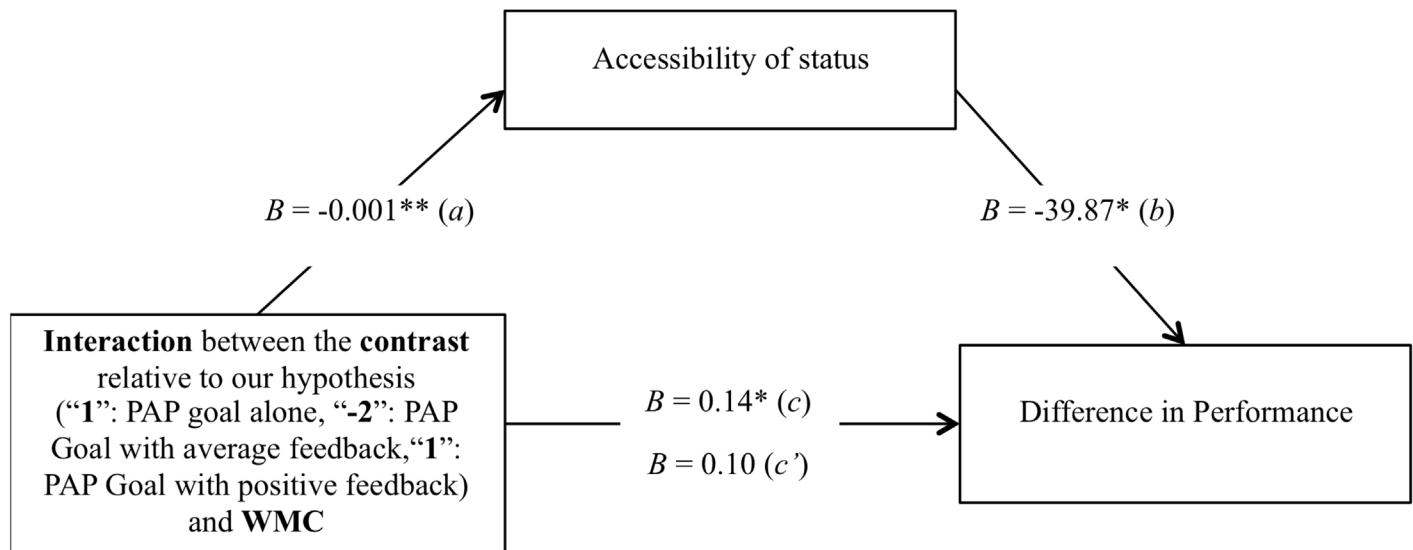 Accessibility of status
B = -0.001** (a)
B = -39.87* (b)
Interaction between the contrast
relative to our hypothesis
(“1”: PAP goal alone, “-2”: PAP
Goal with average feedback,“1”:
PAP Goal with positive feedback)
and WMC
B = 0.14* (c)
B = 0.10 (c’)
Difference in Performance